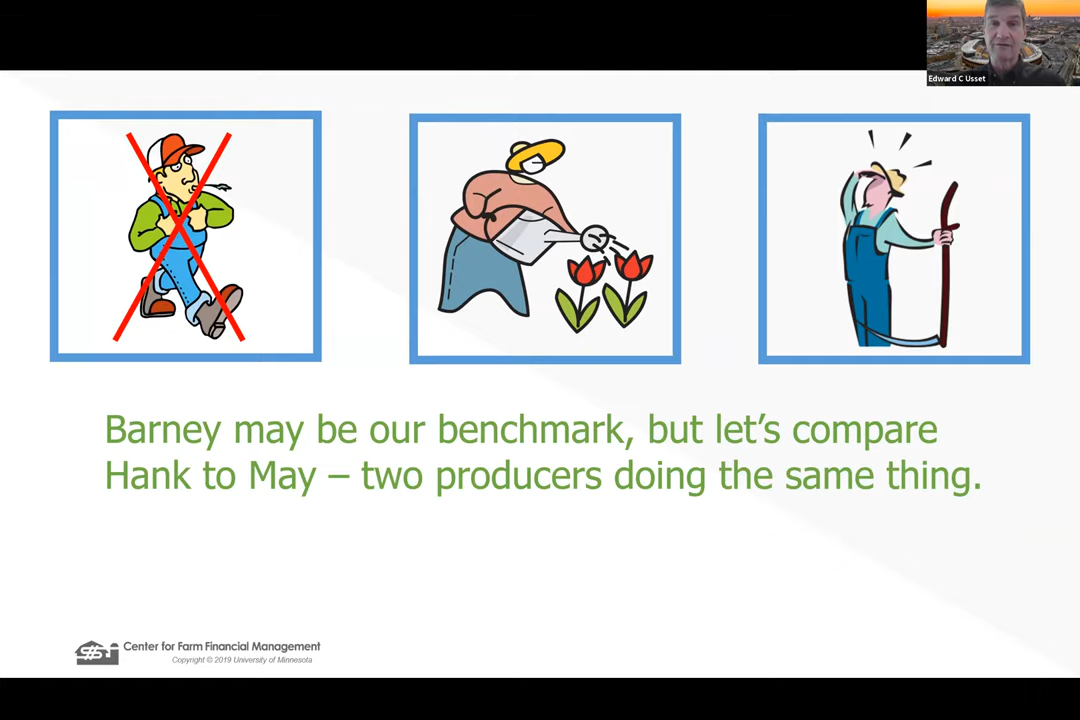 Edward C Usset
Barney may be our benchmark, but let’s compare
Hank to May – two producers doing the same thing.
Center for Farm Financial Management
Copyright © 2019 University of Minnesota